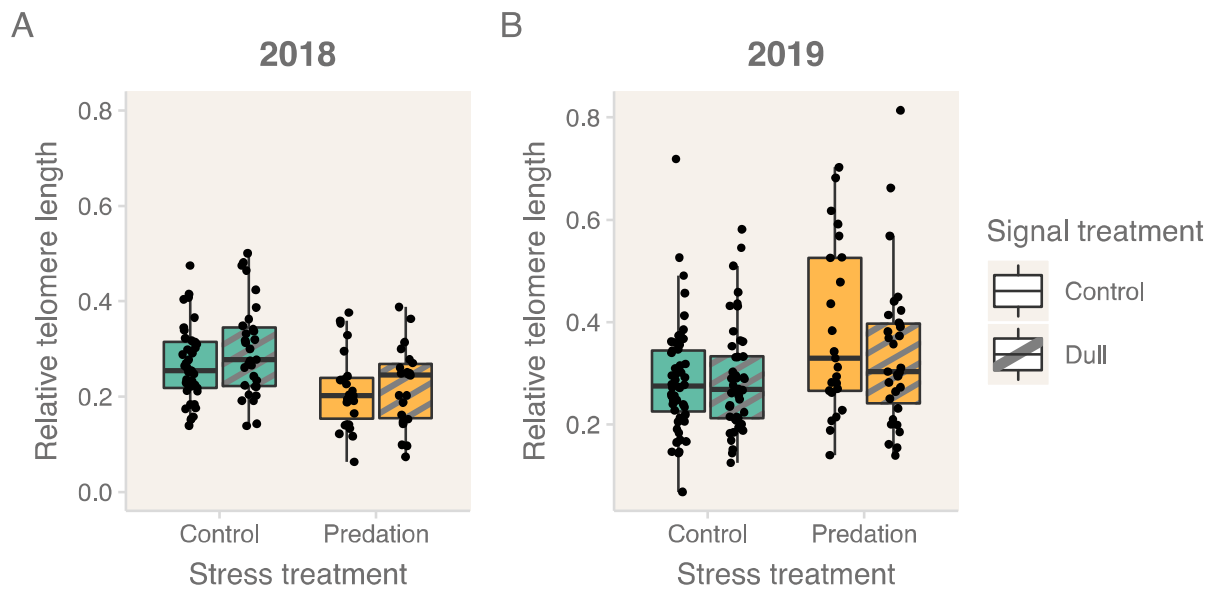 A
2018
Relative telomere length
0.8
0.6
0.4
0.2
0.0
Control
Predation
Stress treatment
B
2019
Relative telomere length
0.8
0.6
0.4
0.2
Control
Predation
Stress treatment
Signal treatment
Control
Dull